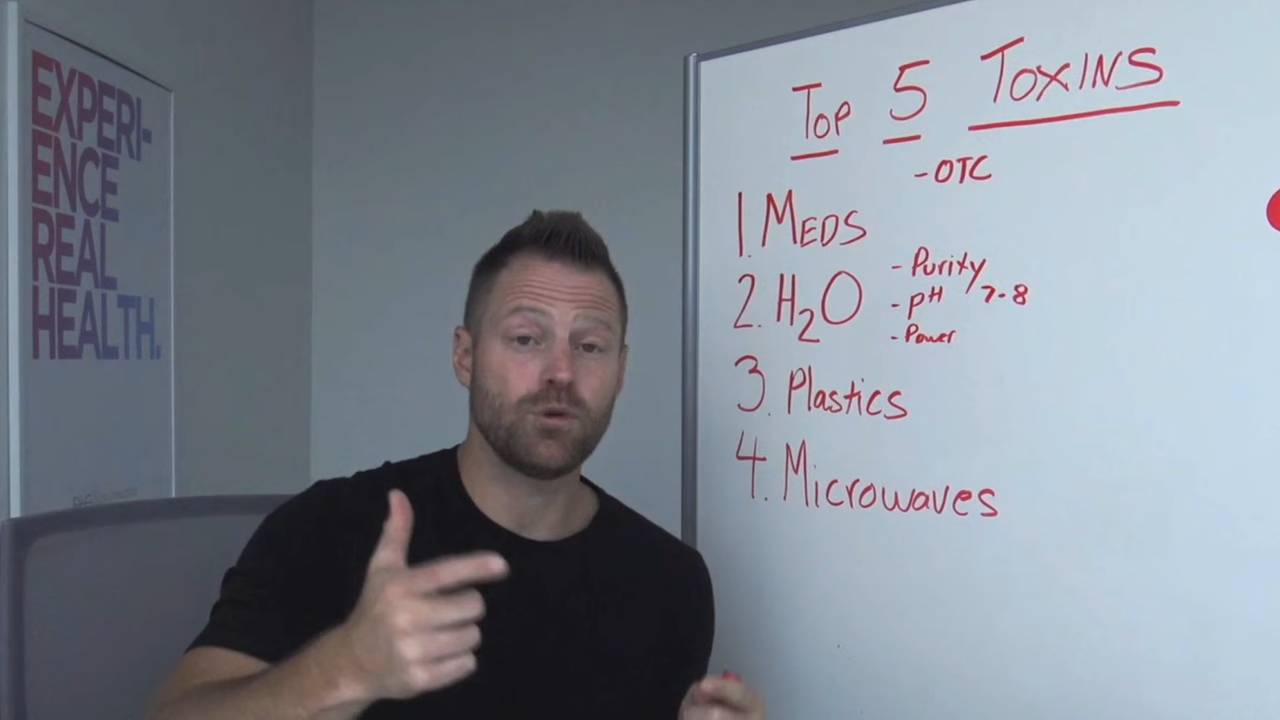 EXPERI-
ENCE
REAL
HEALTH.
Top 5 TOXINS
- OTC
1. MEDS
2. H2O
- Purity
- pH 7-8
- Power
3. Plastics
4. Microwaves